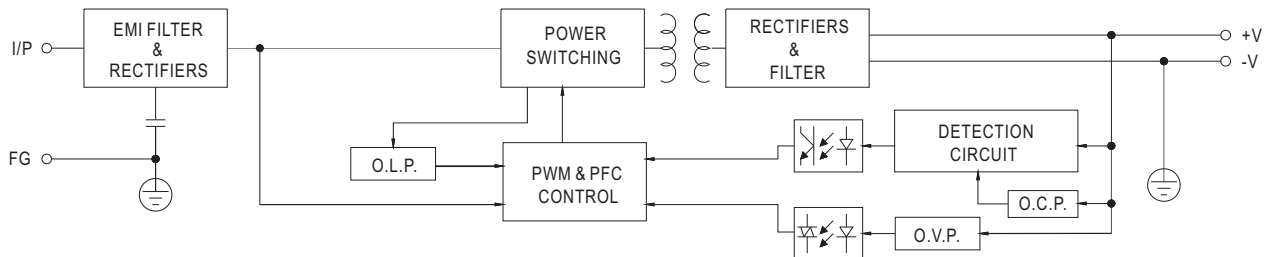 I/P
EMI FILTER
&
RECTIFIERS
POWER
SWITCHING
RECTIFIERS
&
FILTER
+V
-V
FG
O.L.P.
PWM & PFC
CONTROL
DETECTION
CIRCUIT
O.C.P.
O.V.P.